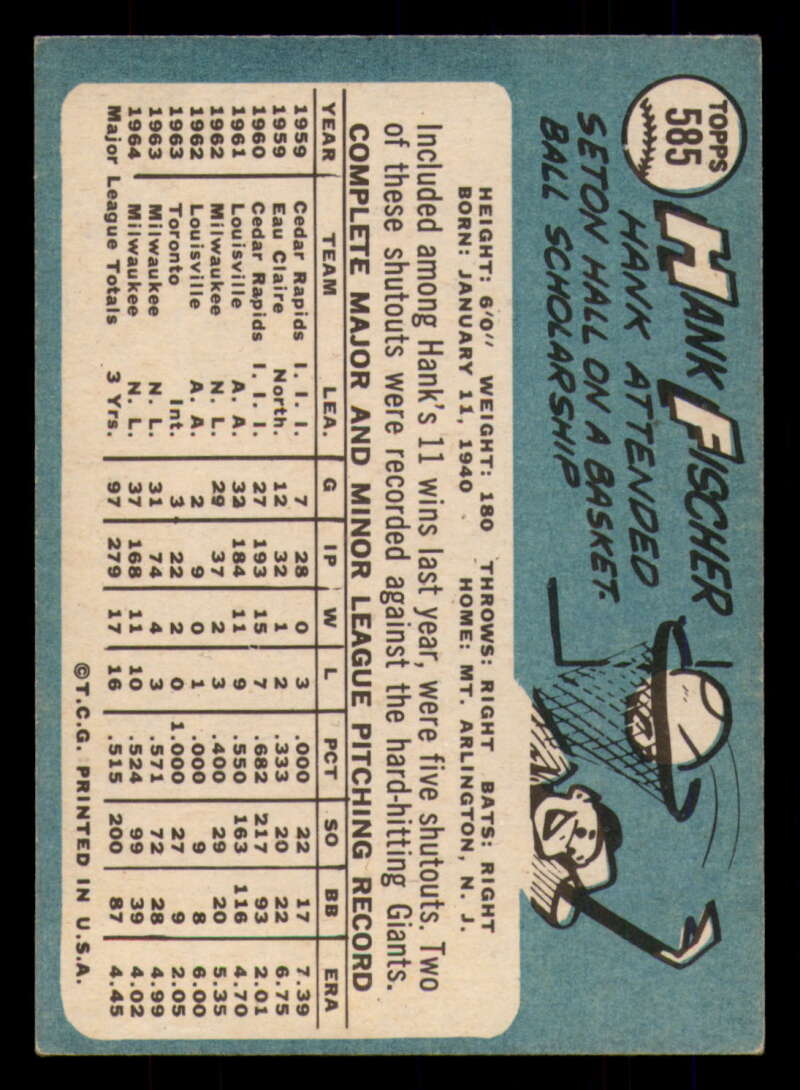 TOPPS
585
HANK FISCHER
HANK ATTENDED
SETON HALL ON A BASKET-
BALL SCHOLARSHIP
HEIGHT: 6'0" WEIGHT: 180 THROWS: RIGHT BATS: RIGHT
BORN: JANUARY 11, 1940 HOME: MT. ARLINGTON, N. J.
Included among Hank's 11 wins last year, were five shutouts. Two
of these shutouts were recorded against the hard-hitting Giants.
COMPLETE MAJOR AND MINOR LEAGUE PITCHING RECORD
YEAR TEAM LEA. G IP W L PCT SO BB ERA
1959 Cedar Rapids I. I. I. 7 28 0 3 .000 22 17 7.39
1959 Eau Claire North. 12 32 1 2 .333 20 22 6.75
1960 Cedar Rapids I. I. I. 27 193 15 7 .682 217 93 2.01
1961 Louisville A. A. 32 184 11 9 .550 163 116 4.70
1962 Milwaukee N. L. 29 37 2 3 .400 29 20 5.35
1962 Louisville A. A. 2 9 0 1 .000 9 8 6.00
1963 Toronto Int. 3 22 2 0 1.000 27 9 2.05
1963 Milwaukee N. L. 31 74 4 3 .571 72 28 4.99
1964 Milwaukee N. L. 37 168 11 10 .524 99 39 4.02
Major League Totals 3 Yrs. 97 279 17 16 .515 200 87 4.45
©T.C.G. PRINTED IN U.S.A.